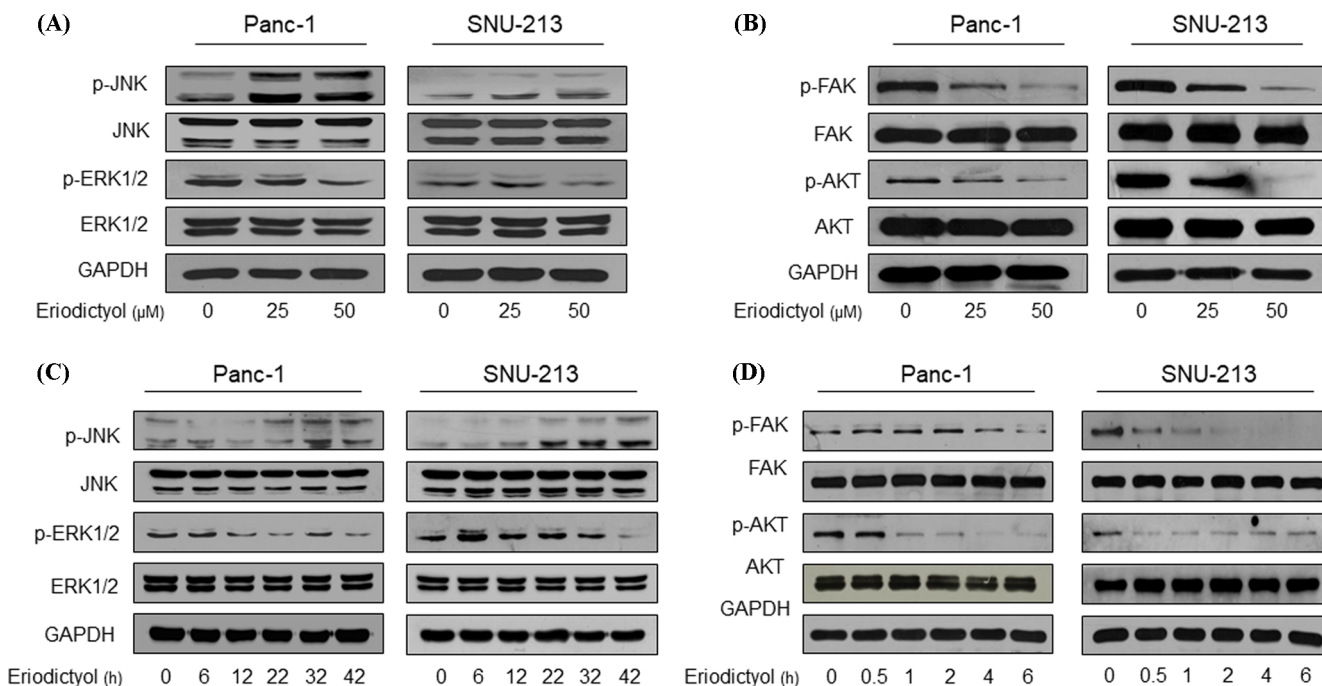 (A)
Panc-1 SNU-213
p-JNK
JNK
p-ERK1/2
ERK1/2
GAPDH
Eriodictyol (µM) 0 25 50 0 25 50
(B)
Panc-1 SNU-213
p-FAK
FAK
p-AKT
AKT
GAPDH
Eriodictyol (µM) 0 25 50 0 25 50
(C)
Panc-1 SNU-213
p-JNK
JNK
p-ERK1/2
ERK1/2
GAPDH
Eriodictyol (h) 0 6 12 22 32 42 0 6 12 22 32 42
(D)
Panc-1 SNU-213
p-FAK
FAK
p-AKT
AKT
GAPDH
Eriodictyol (h) 0 0.5 1 2 4 6 0 0.5 1 2 4 6